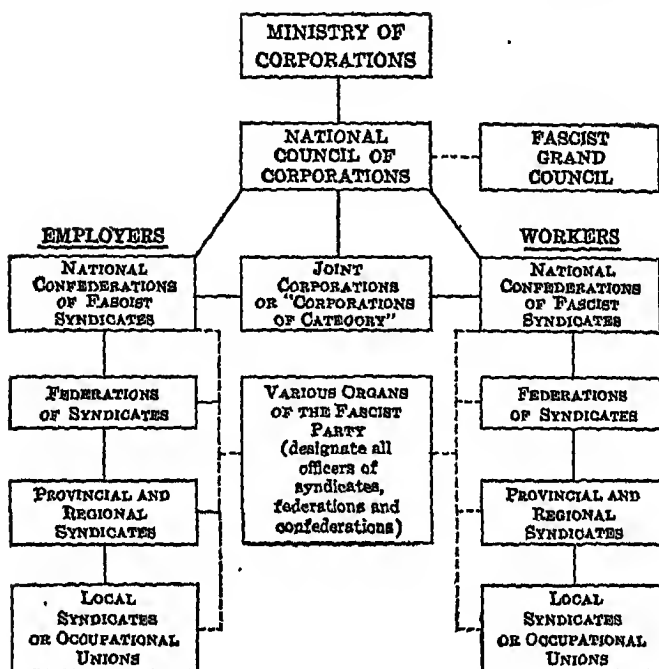 MINISTRY OF
CORPORATIONS
NATIONAL
COUNCIL OF
CORPORATIONS
FASCIST
GRAND
COUNCIL
EMPLOYERS
WORKERS
NATIONAL
CONFEDERATIONS
OF FASCIST
SYNDICATES
JOINT
CORPORATIONS
OR "CORPORATIONS
OF CATEGORY"
NATIONAL
CONFEDERATIONS
OF FASCIST
SYNDICATES
FEDERATIONS
OF SYNDICATES
VARIOUS ORGANS
OF THE FASCIST
PARTY
(designate all
officers of
syndicates,
federations and
confederations)
FEDERATIONS
OF SYNDICATES
PROVINCIAL AND
REGIONAL
SYNDICATES
PROVINCIAL AND
REGIONAL
SYNDICATES
LOCAL
SYNDICATES
OR OCCUPATIONAL
UNIONS
LOCAL
SYNDICATES
OR OCCUPATIONAL
UNIONS